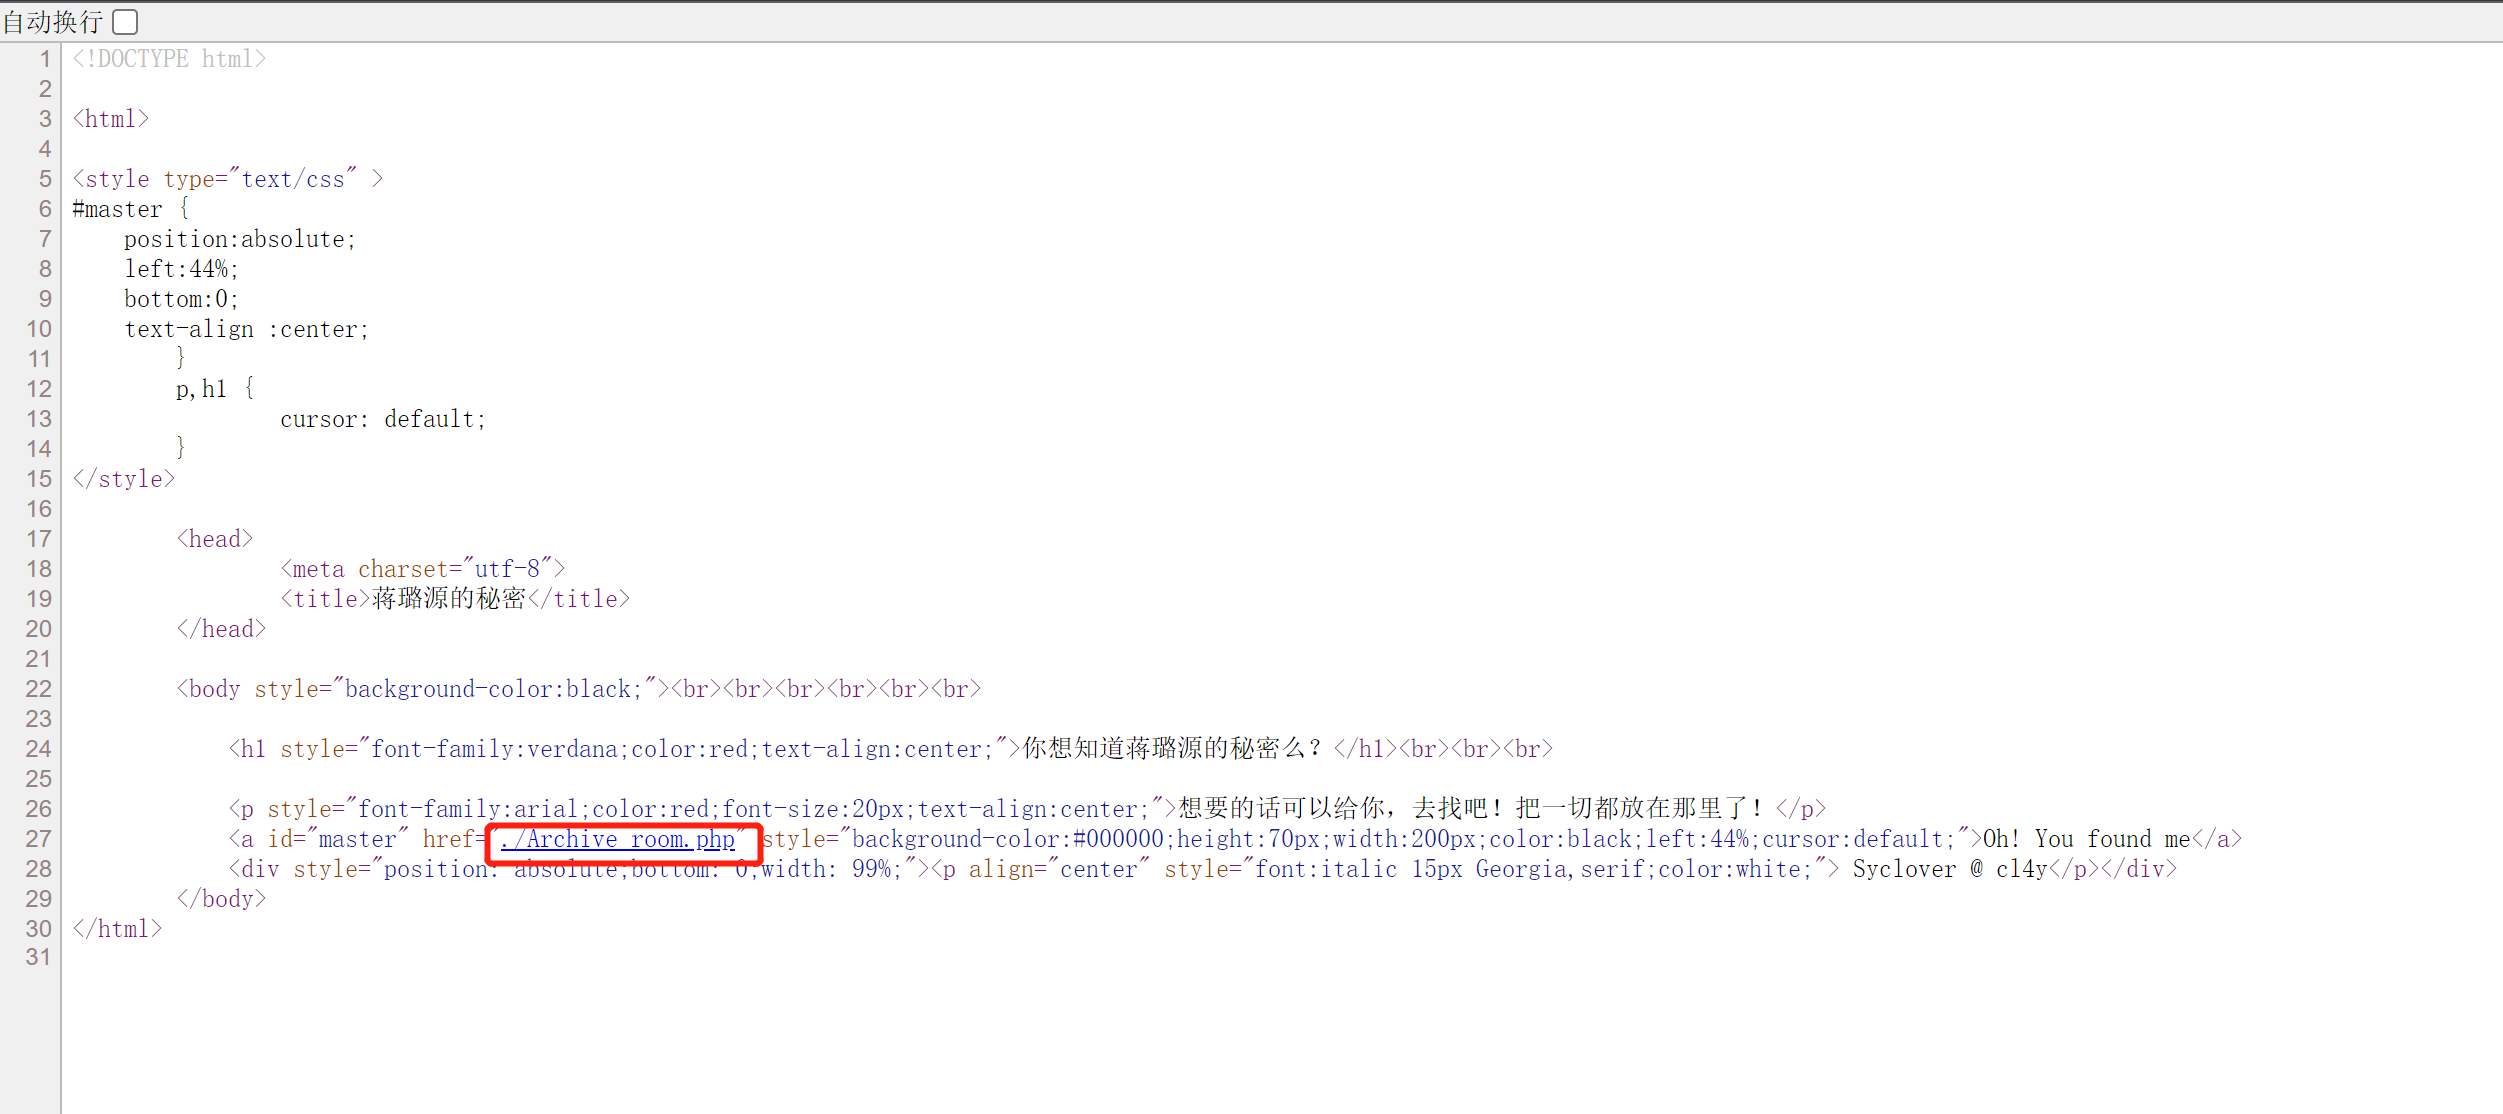 自动换行
1 <!DOCTYPE html>
2
3 <html>
4
5 <style type="text/css" >
6 #master {
7     position:absolute;
8     left:44%;
9     bottom:0;
10     text-align :center;
11         }
12         p,h1 {
13                 cursor: default;
14         }
15 </style>
16
17         <head>
18                 <meta charset="utf-8">
19                 <title>蒋璐源的秘密</title>
20         </head>
21
22         <body style="background-color:black;"><br><br><br><br><br><br>
23
24             <h1 style="font-family:verdana;color:red;text-align:center;">你想知道蒋璐源的秘密么？</h1><br><br><br>
25
26             <p style="font-family:arial;color:red;font-size:20px;text-align:center;">想要的话可以给你，去找吧！把一切都放在那里了！</p>
27             <a id="master" href="./Archive_room.php" style="background-color:#000000;height:70px;width:200px;color:black;left:44%;cursor:default;">Oh! You found me</a>
28             <div style="position: absolute;bottom: 0;width: 99%;"><p align="center" style="font:italic 15px Georgia,serif;color:white;"> Syclover @ cl4y</p></div>
29         </body>
30 </html>
31